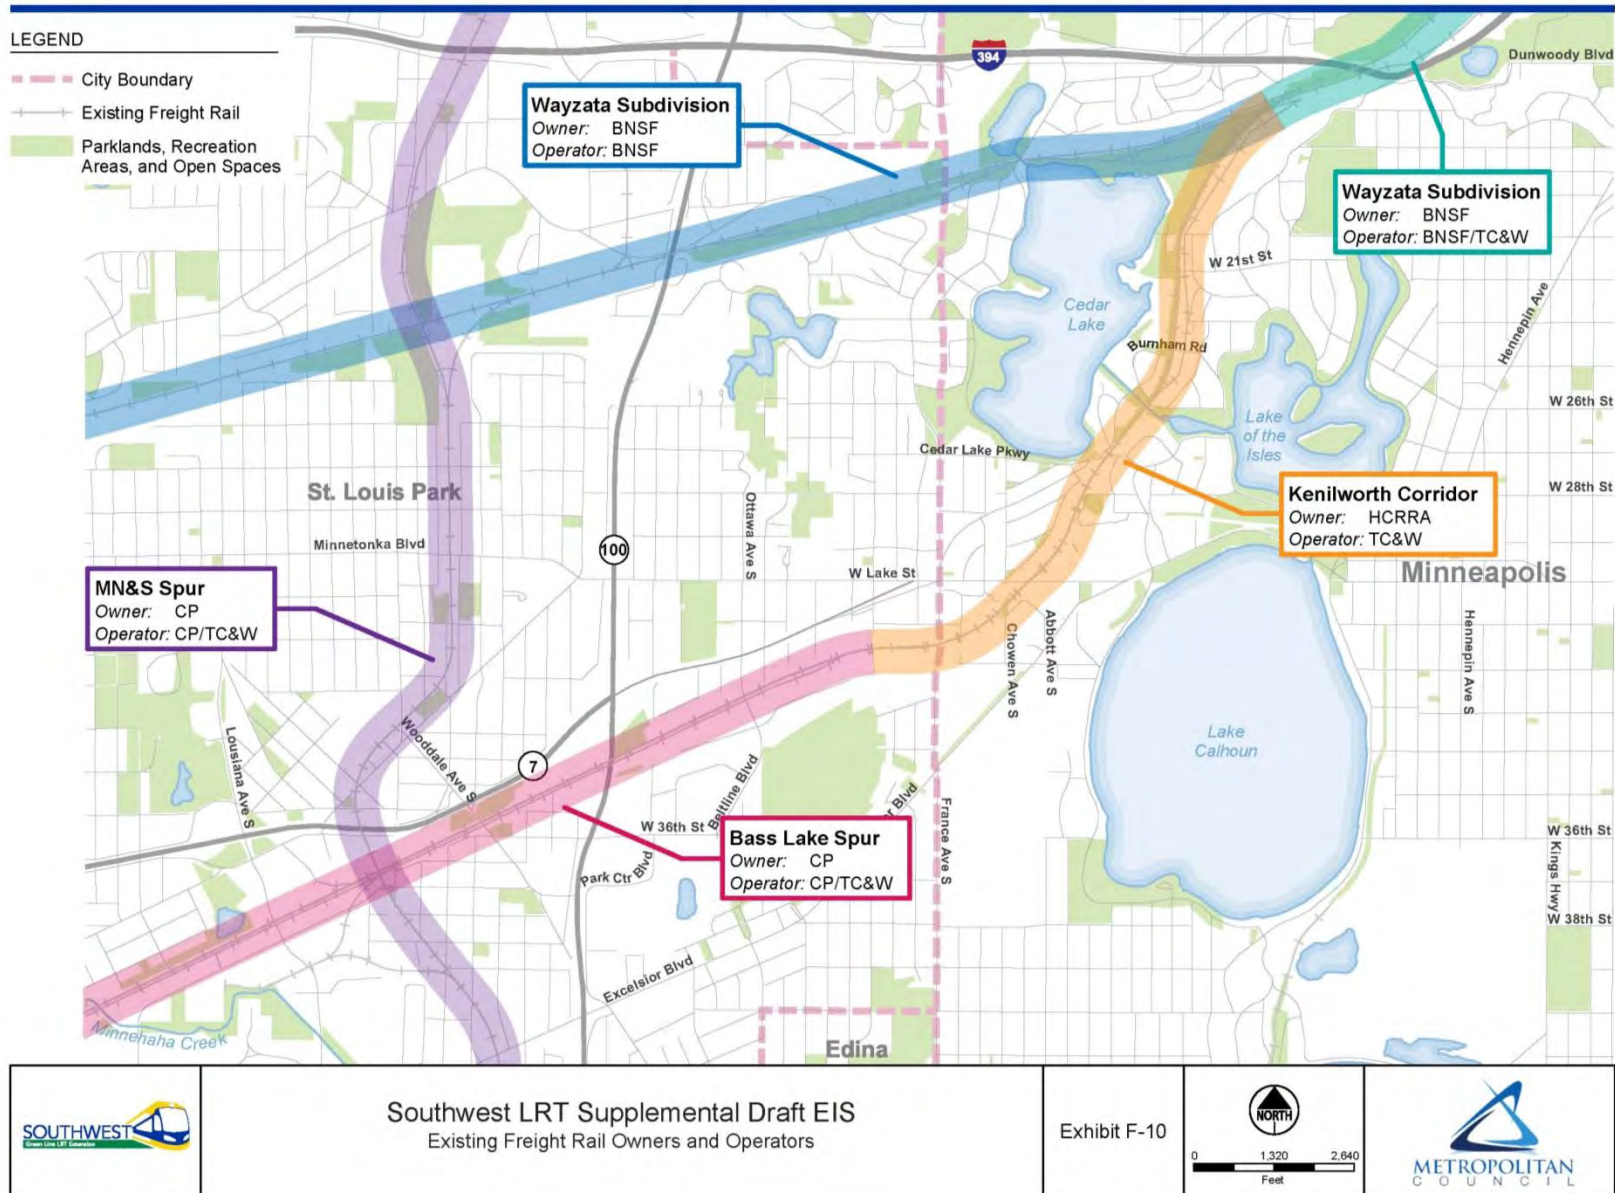 LEGEND
City Boundary
Existing Freight Rail
Parklands, Recreation
Areas, and Open Spaces
394
Dunwoody Blvd
Wayzata Subdivision
Owner: BNSF
Operator: BNSF
Wayzata Subdivision
Owner: BNSF
Operator: BNSF/TC&W
W 21st St
Cedar
Lake
Burnham Rd
Hennepin Ave
W 26th St
Lake
of the
Isles
Cedar Lake Pkwy
St. Louis Park
W 28th St
Kenilworth Corridor
Owner: HCRRA
Operator: TC&W
Ottawa Ave S
Minnetonka Blvd
100
W Lake St
Minneapolis
MN&S Spur
Owner: CP
Operator: CP/TC&W
Chowen Ave S
Abbott Ave S
Hennepin Ave S
Lousiana Ave S
Wooddale Ave S
7
Lake
Calhoun
Beltline Blvd
W 36th St
Blvd
France Ave S
W 36th St
Bass Lake Spur
Owner: CP
Operator: CP/TC&W
Park Ctr Blvd
Kings Hwy
W 38th St
Excelsior Blvd
Minnehaha Creek
Edina
SOUTHWEST
Green Line LRT Extension
Southwest LRT Supplemental Draft EIS
Existing Freight Rail Owners and Operators
Exhibit F-10
NORTH
0 1,320 2,640
Feet
METROPOLITAN
COUNCIL